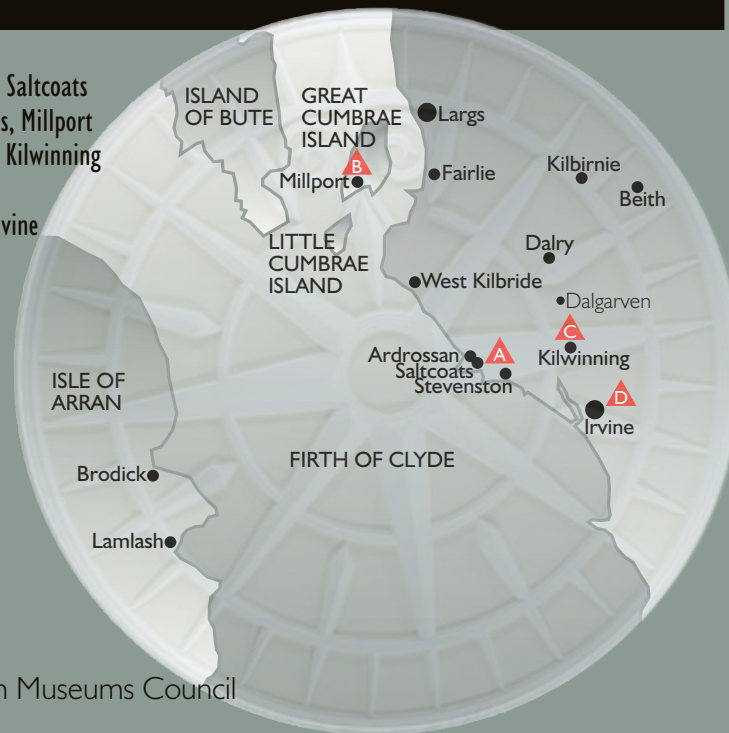 Saltcoats
s, Millport
Kilwinning
vine
ISLAND
OF BUTE
GREAT
CUMBRAE
ISLAND
Largs
B
Millport
Fairlie
Kilbirnie
Beith
LITTLE
CUMBRAE
ISLAND
Dalry
West Kilbride
Dalgarven
C
Kilwinning
Ardrossan
A
Saltcoats
Stevenston
D
Irvine
ISLE OF
ARRAN
FIRTH OF CLYDE
Brodick
Lamlash
n Museums Council